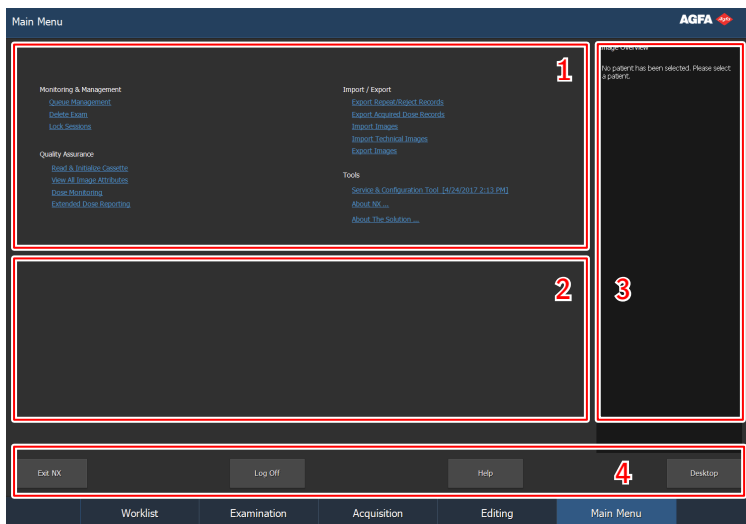 Main Menu
AGFA
Image Overview
No patient has been selected. Please select
a patient.
1
Monitoring & Management
Queue Management
Delete Exam
Lock Sessions
Quality Assurance
Read & Initialize Cassette
View All Image Attributes
Dose Monitoring
Extended Dose Reporting
Import / Export
Export Repeat/Reject Records
Export Acquired Dose Records
Import Images
Import Technical Images
Export Images
Tools
Service & Configuration Tool [4/24/2017 2:13 PM]
About NX ...
About The Solution ...
2
3
4
Exit NX
Log Off
Help
Desktop
Worklist
Examination
Acquisition
Editing
Main Menu